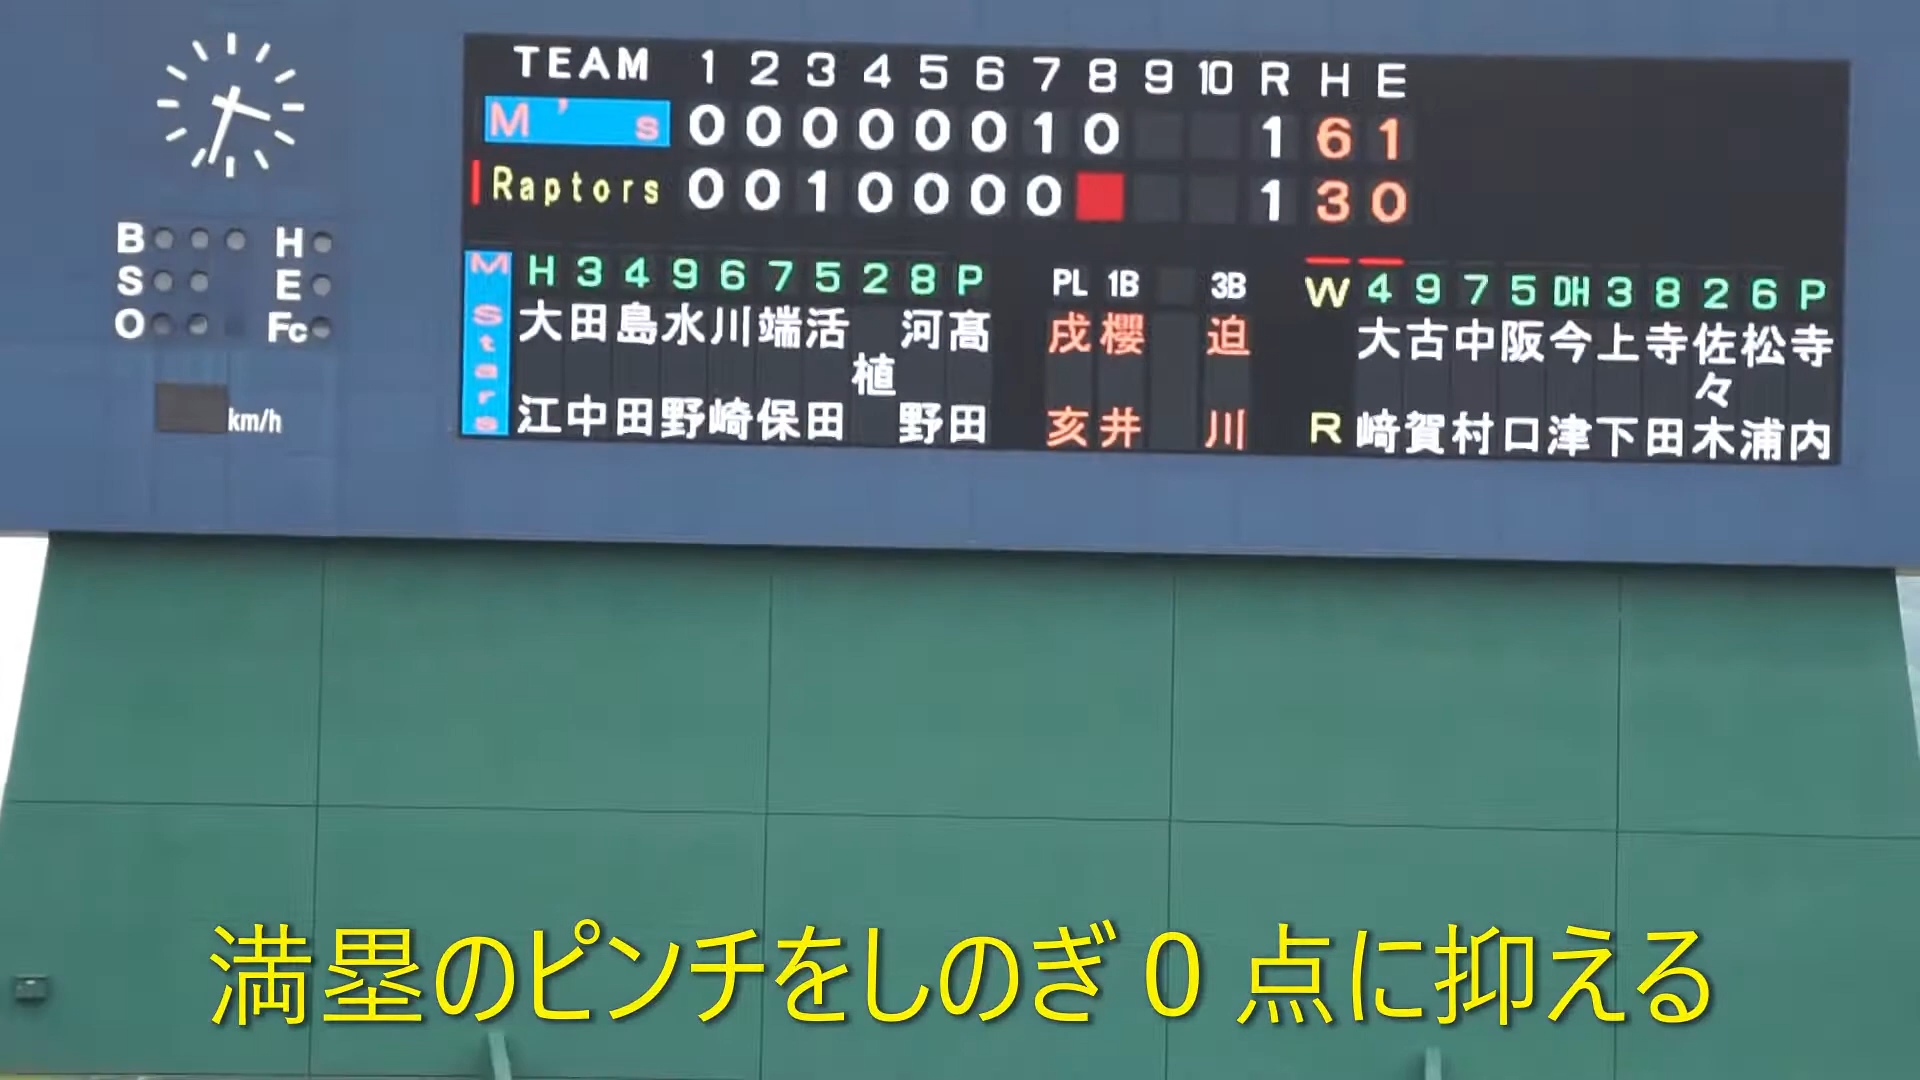 TEAM 1 2 3 4 5 6 7 8 9 10 R H E
M's 0 0 0 0 0 0 1 0 1 6 1
Raptors 0 0 1 0 0 0 0 1 3 0
B H
S E
O Fc
km/h
M Stars
H 3 4 9 6 7 5 2 8 P
大江
田中
島田
水野
川崎
端保
活田
植
河野
髙田
PL 1B 3B
戌亥
櫻井
迫川
WR
4 9 7 5 DH 3 8 2 6 P
大﨑
古賀
中村
阪口
今津
上下
寺田
佐々木
松浦
寺内
満塁のピンチをしのぎ0点に抑える